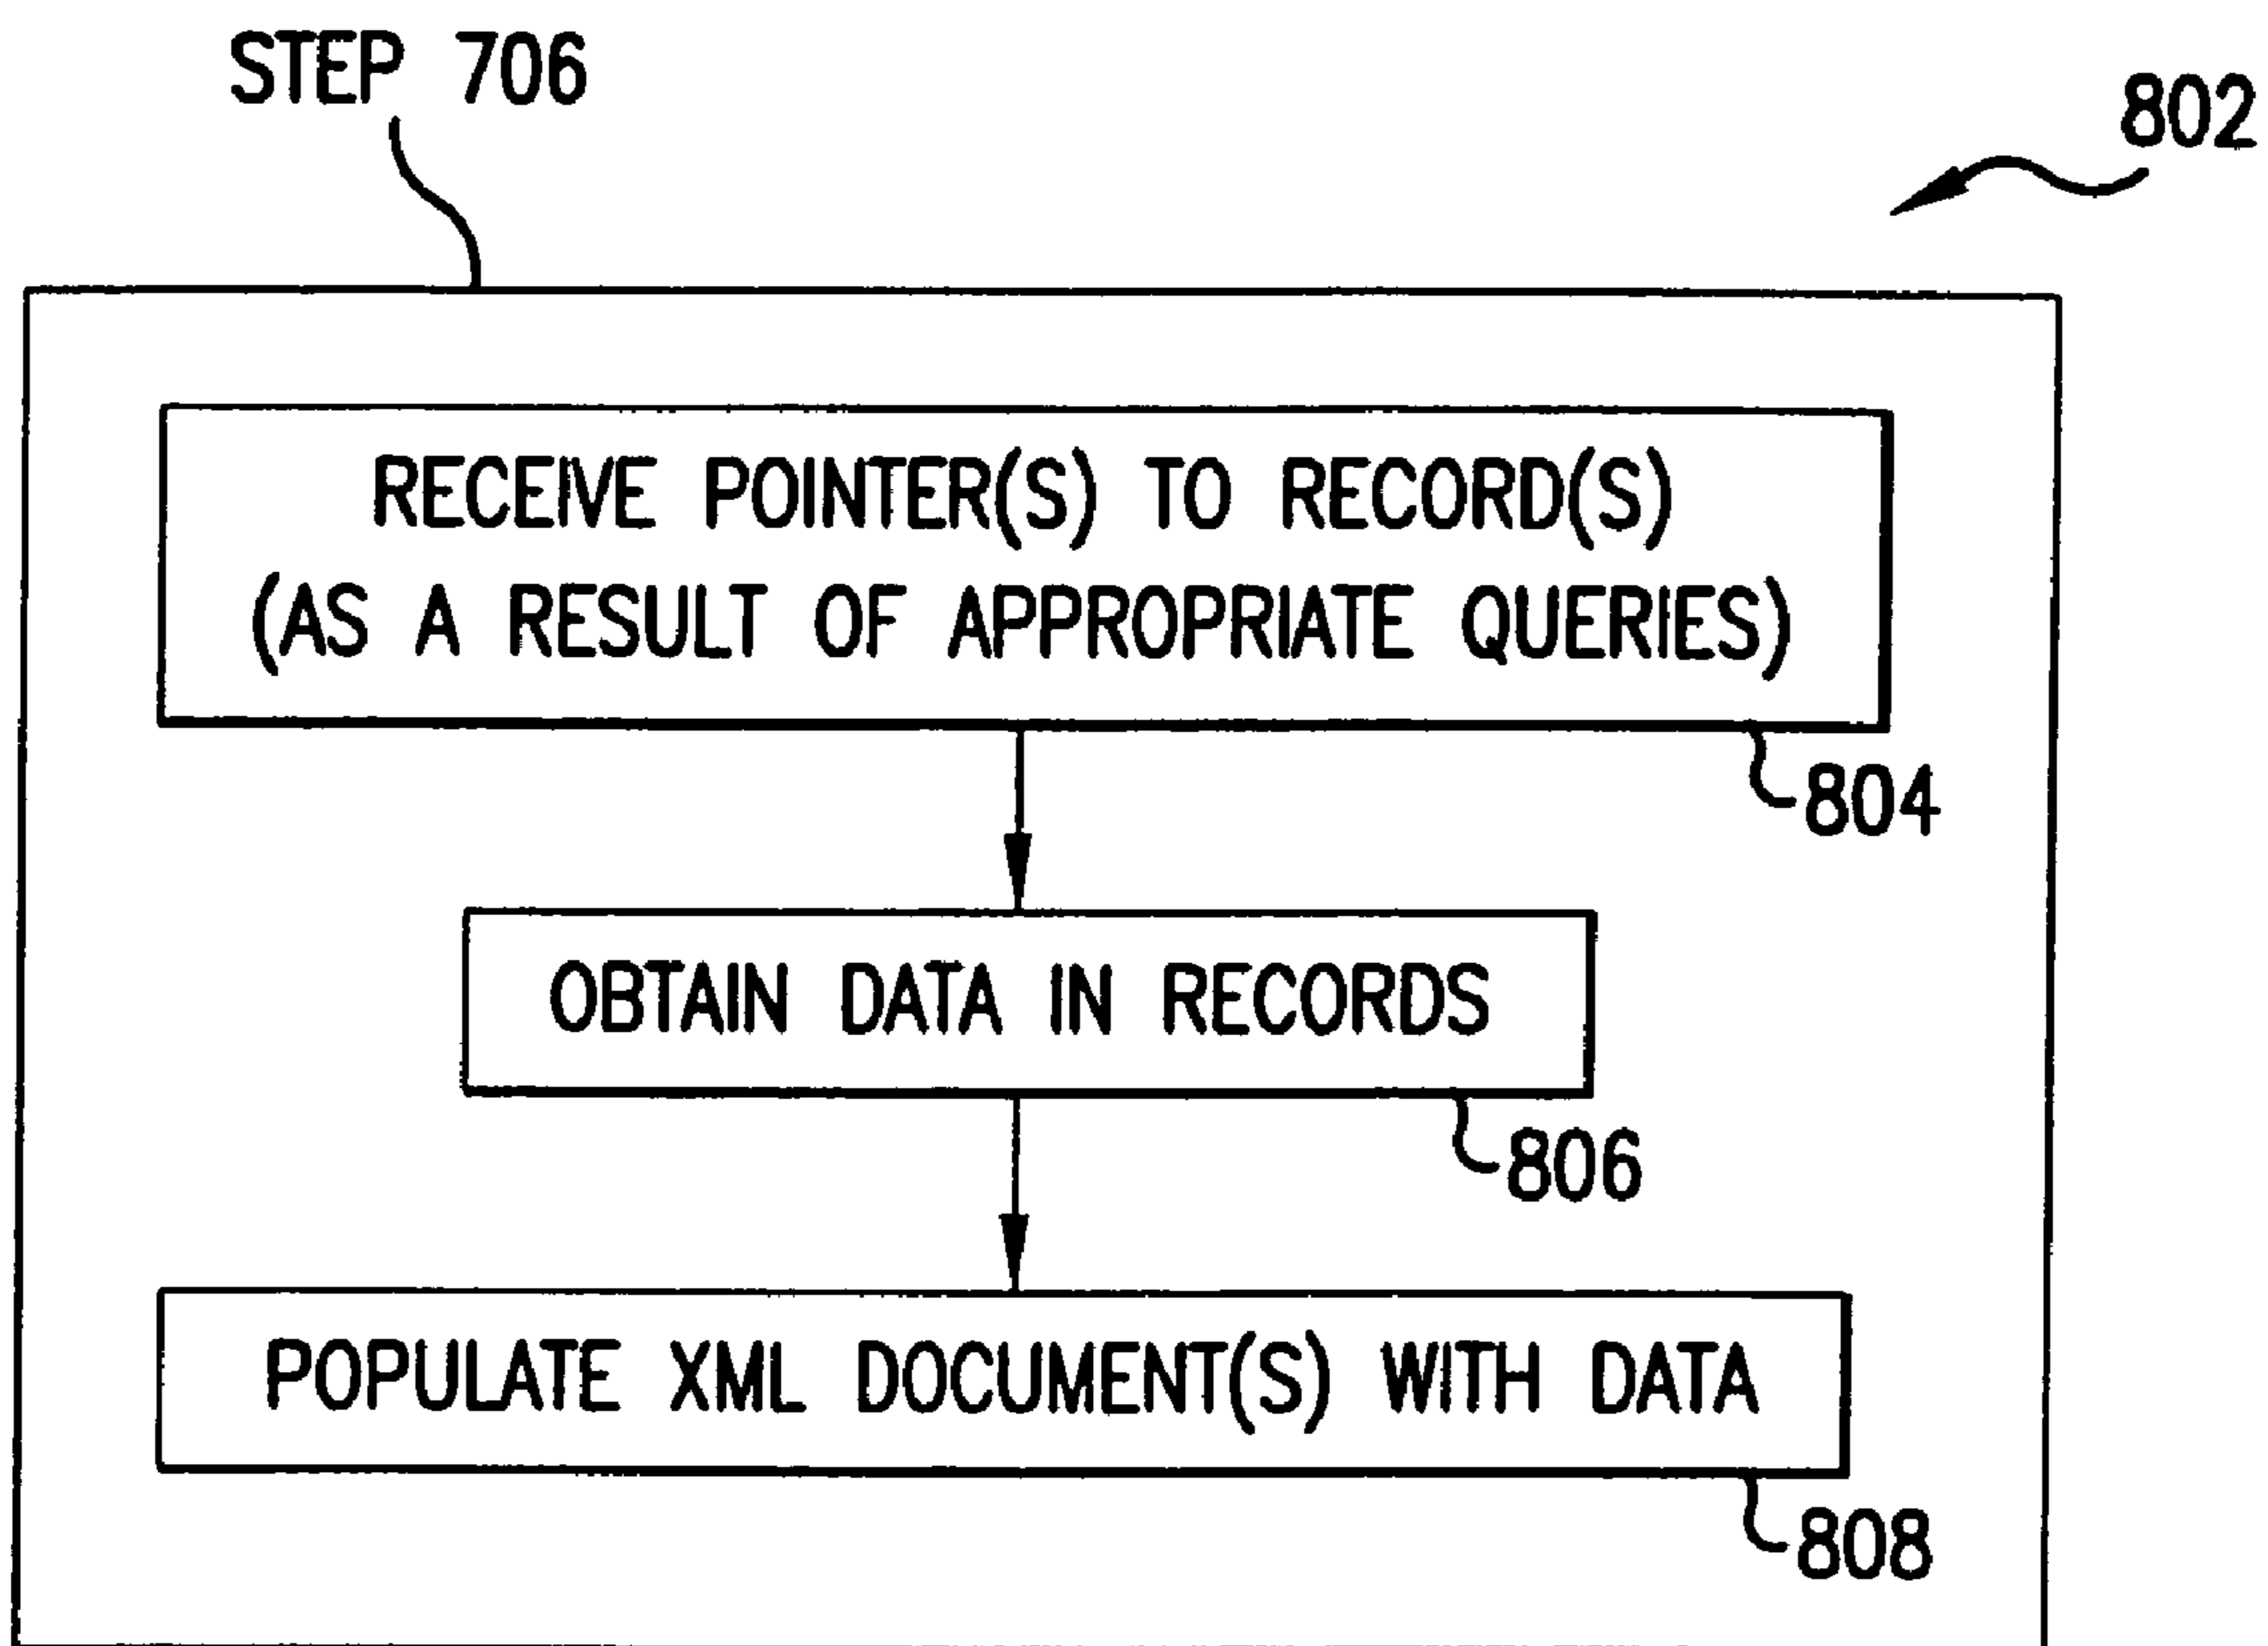 STEP 706
802
RECEIVE POINTER(S) TO RECORD(S)
(AS A RESULT OF APPROPRIATE QUERIES)
804
OBTAIN DATA IN RECORDS
806
POPULATE XML DOCUMENT(S) WITH DATA
808